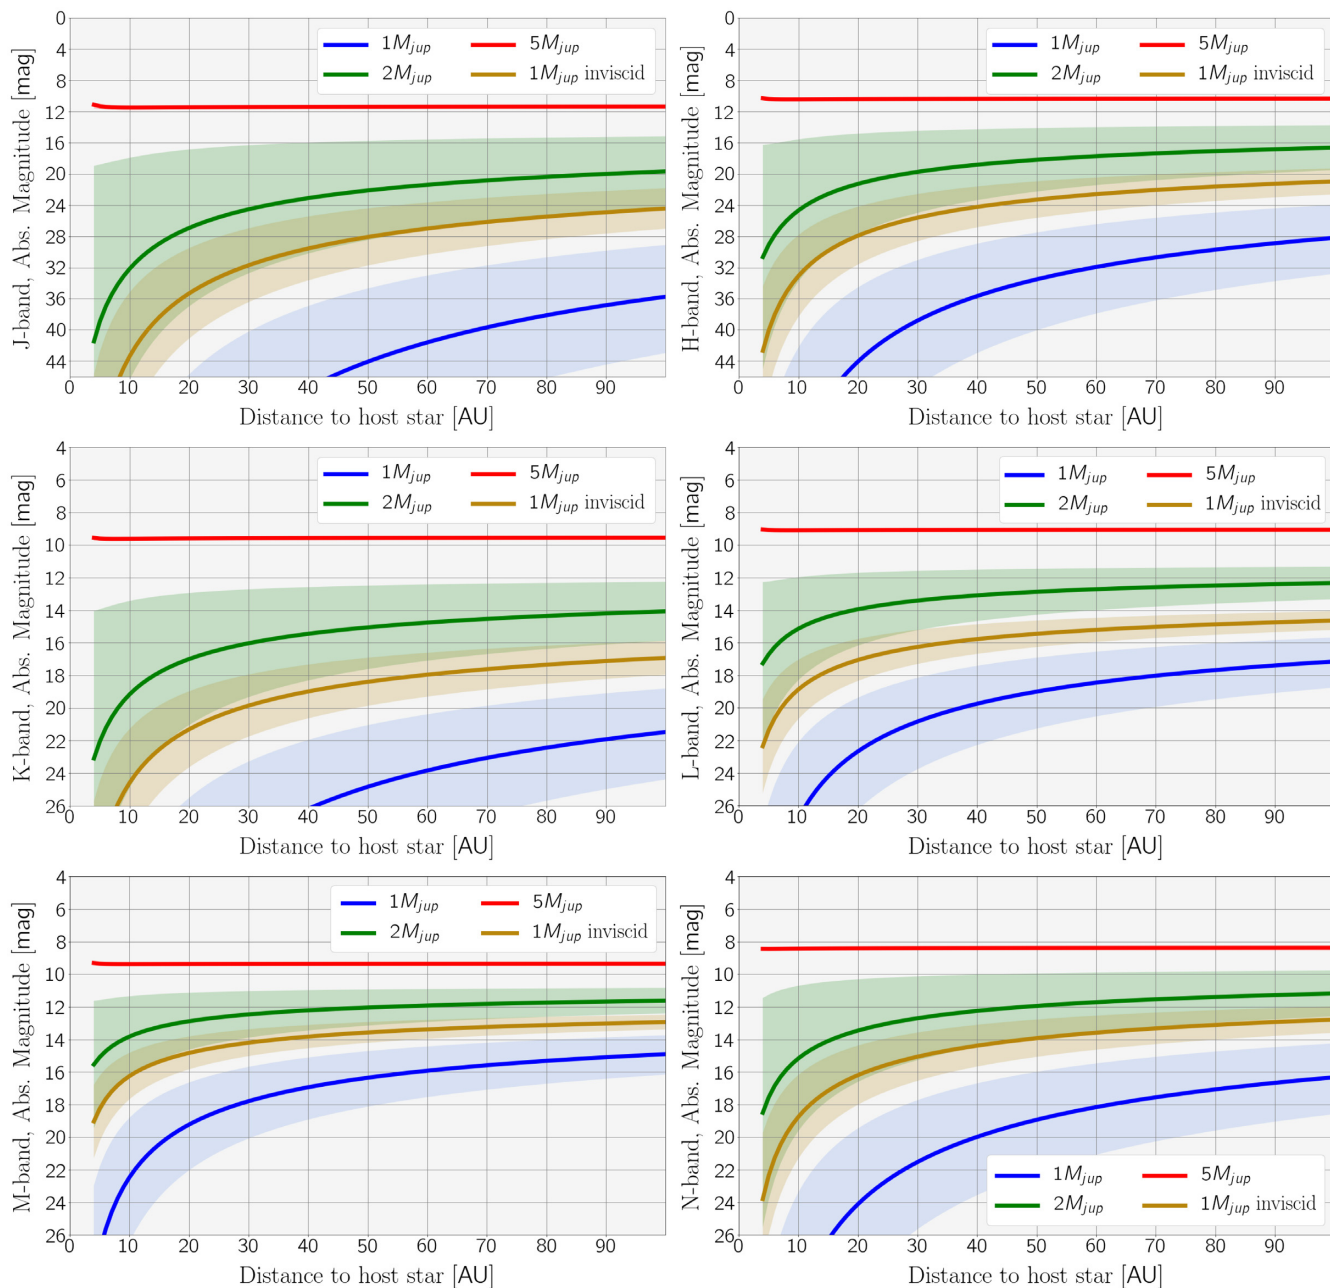 J-band, Abs. Magnitude [mag]
0
4
8
12
16
20
24
28
32
36
40
44
1M_jup 5M_jup
2M_jup 1M_jup inviscid
0 10 20 30 40 50 60 70 80 90
Distance to host star [AU]
H-band, Abs. Magnitude [mag]
0
4
8
12
16
20
24
28
32
36
40
44
1M_jup 5M_jup
2M_jup 1M_jup inviscid
0 10 20 30 40 50 60 70 80 90
Distance to host star [AU]
K-band, Abs. Magnitude [mag]
4
6
8
10
12
14
16
18
20
22
24
26
1M_jup 5M_jup
2M_jup 1M_jup inviscid
0 10 20 30 40 50 60 70 80 90
Distance to host star [AU]
L-band, Abs. Magnitude [mag]
4
6
8
10
12
14
16
18
20
22
24
26
1M_jup 5M_jup
2M_jup 1M_jup inviscid
0 10 20 30 40 50 60 70 80 90
Distance to host star [AU]
M-band, Abs. Magnitude [mag]
4
6
8
10
12
14
16
18
20
22
24
26
1M_jup 5M_jup
2M_jup 1M_jup inviscid
0 10 20 30 40 50 60 70 80 90
Distance to host star [AU]
N-band, Abs. Magnitude [mag]
4
6
8
10
12
14
16
18
20
22
24
26
1M_jup 5M_jup
2M_jup 1M_jup inviscid
0 10 20 30 40 50 60 70 80 90
Distance to host star [AU]